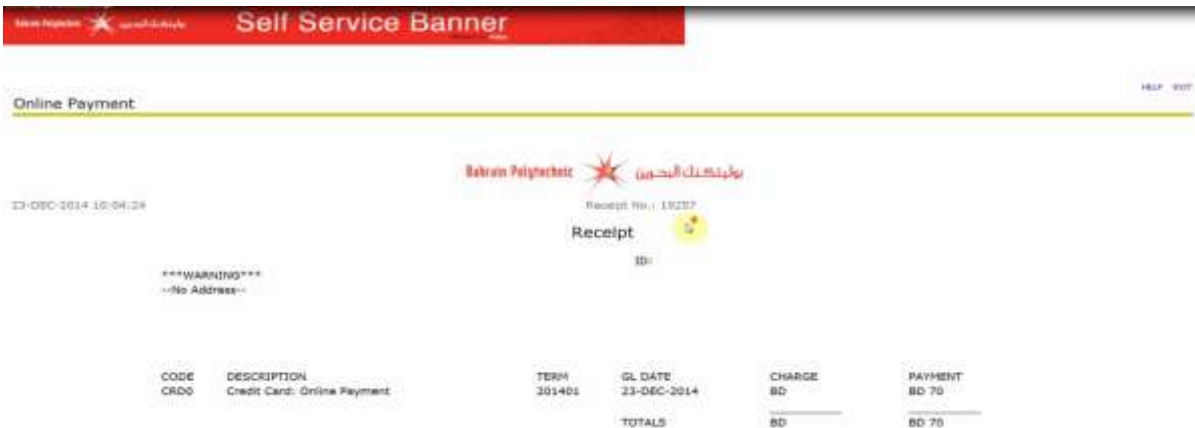 Self Service Banner
HELP EXIT
Online Payment
Bahrain Polytechnic بوليتكنك البحرين
23-DEC-2014 10:04:24
Receipt No.: 19257
Receipt
ID:
***WARNING***
--No Address--
CODE DESCRIPTION TERM GL DATE CHARGE PAYMENT
CRD0 Credit Card: Online Payment 201401 23-DEC-2014 BD BD 70
TOTALS BD BD 70